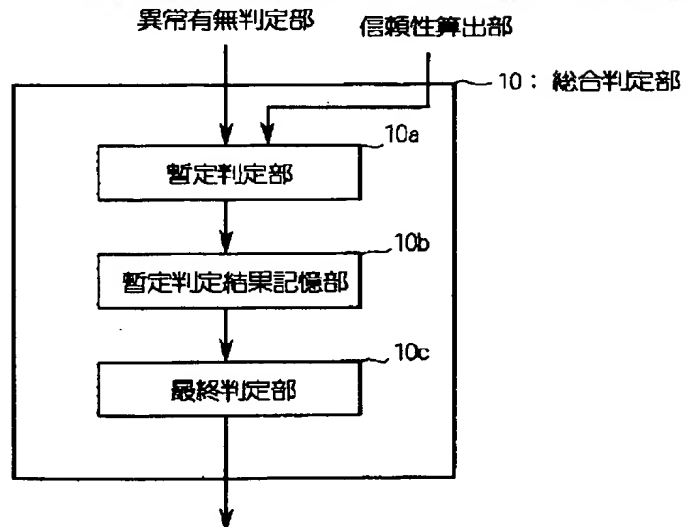 異常有無判定部
信頼性算出部
10： 総合判定部
10a
暫定判定部
10b
暫定判定結果記憶部
10c
最終判定部